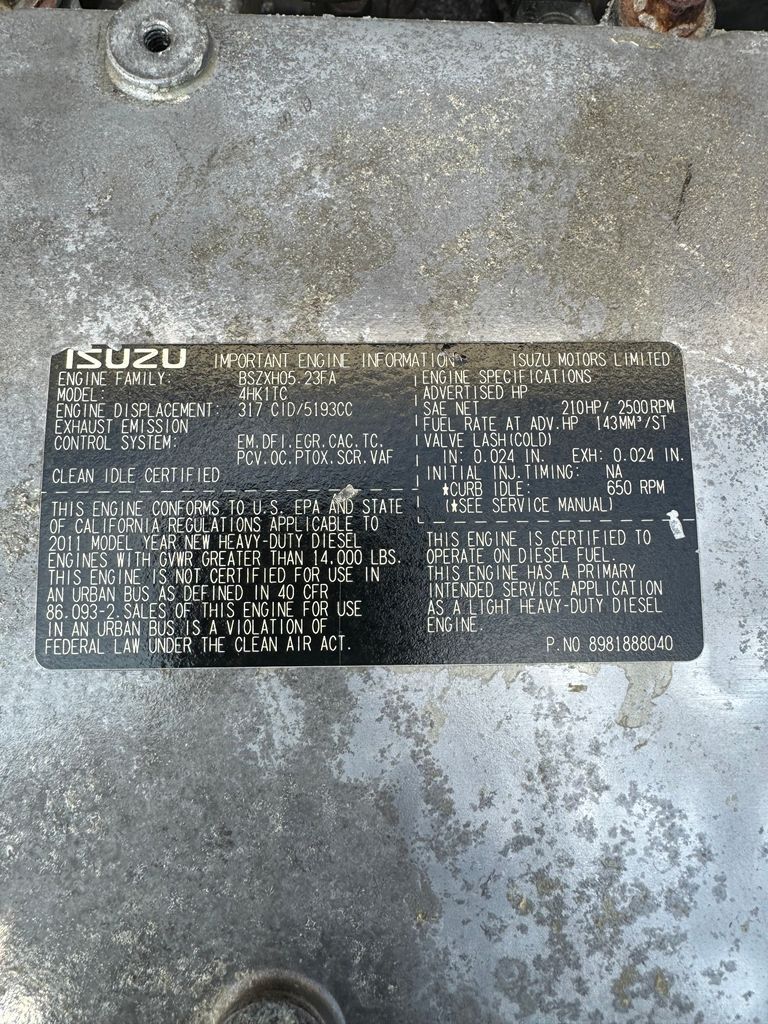 ISUZU IMPORTANT ENGINE INFORMATION ISUZU MOTORS LIMITED
ENGINE FAMILY: BSZXH05.23FA
MODEL: 4HK1TC
ENGINE DISPLACEMENT: 317 CID/5193CC
EXHAUST EMISSION
CONTROL SYSTEM: EM.DFI.EGR.CAC.TC.
PCV.OC.PTOX.SCR.VAF
CLEAN IDLE CERTIFIED
ENGINE SPECIFICATIONS
ADVERTISED HP
SAE NET 210HP/2500RPM
FUEL RATE AT ADV.HP 143MM³/ST
VALVE LASH(COLD)
IN: 0.024 IN. EXH: 0.024 IN.
INITIAL INJ.TIMING: NA
★CURB IDLE: 650 RPM
(★SEE SERVICE MANUAL)
THIS ENGINE CONFORMS TO U.S. EPA AND STATE
OF CALIFORNIA REGULATIONS APPLICABLE TO
2011 MODEL YEAR NEW HEAVY-DUTY DIESEL
ENGINES WITH GVWR GREATER THAN 14,000 LBS.
THIS ENGINE IS NOT CERTIFIED FOR USE IN
AN URBAN BUS AS DEFINED IN 40 CFR
86.093-2.SALES OF THIS ENGINE FOR USE
IN AN URBAN BUS IS A VIOLATION OF
FEDERAL LAW UNDER THE CLEAN AIR ACT.
THIS ENGINE IS CERTIFIED TO
OPERATE ON DIESEL FUEL.
THIS ENGINE HAS A PRIMARY
INTENDED SERVICE APPLICATION
AS A LIGHT HEAVY-DUTY DIESEL
ENGINE.
P.NO 8981888040